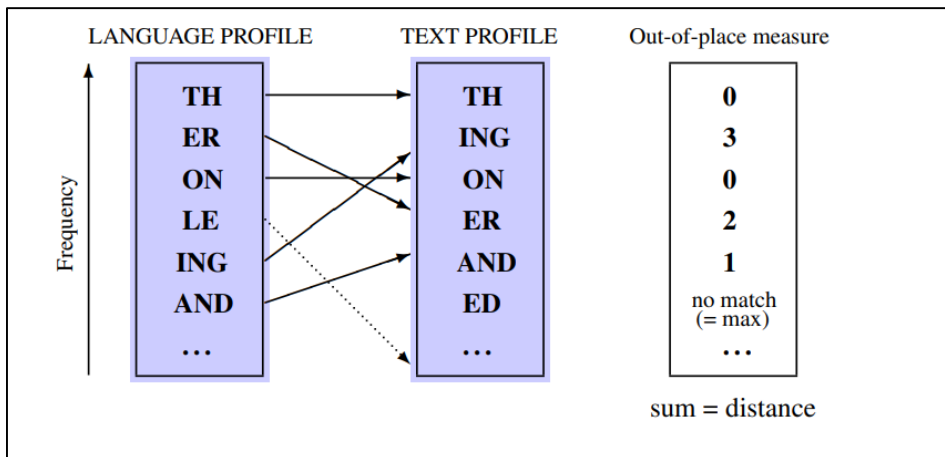 LANGUAGE PROFILE TEXT PROFILE Out-of-place measure
Frequency
TH TH 0
ER ING 3
ON ON 0
LE ER 2
ING AND 1
AND ED no match
(= max)
... ... ...
sum = distance